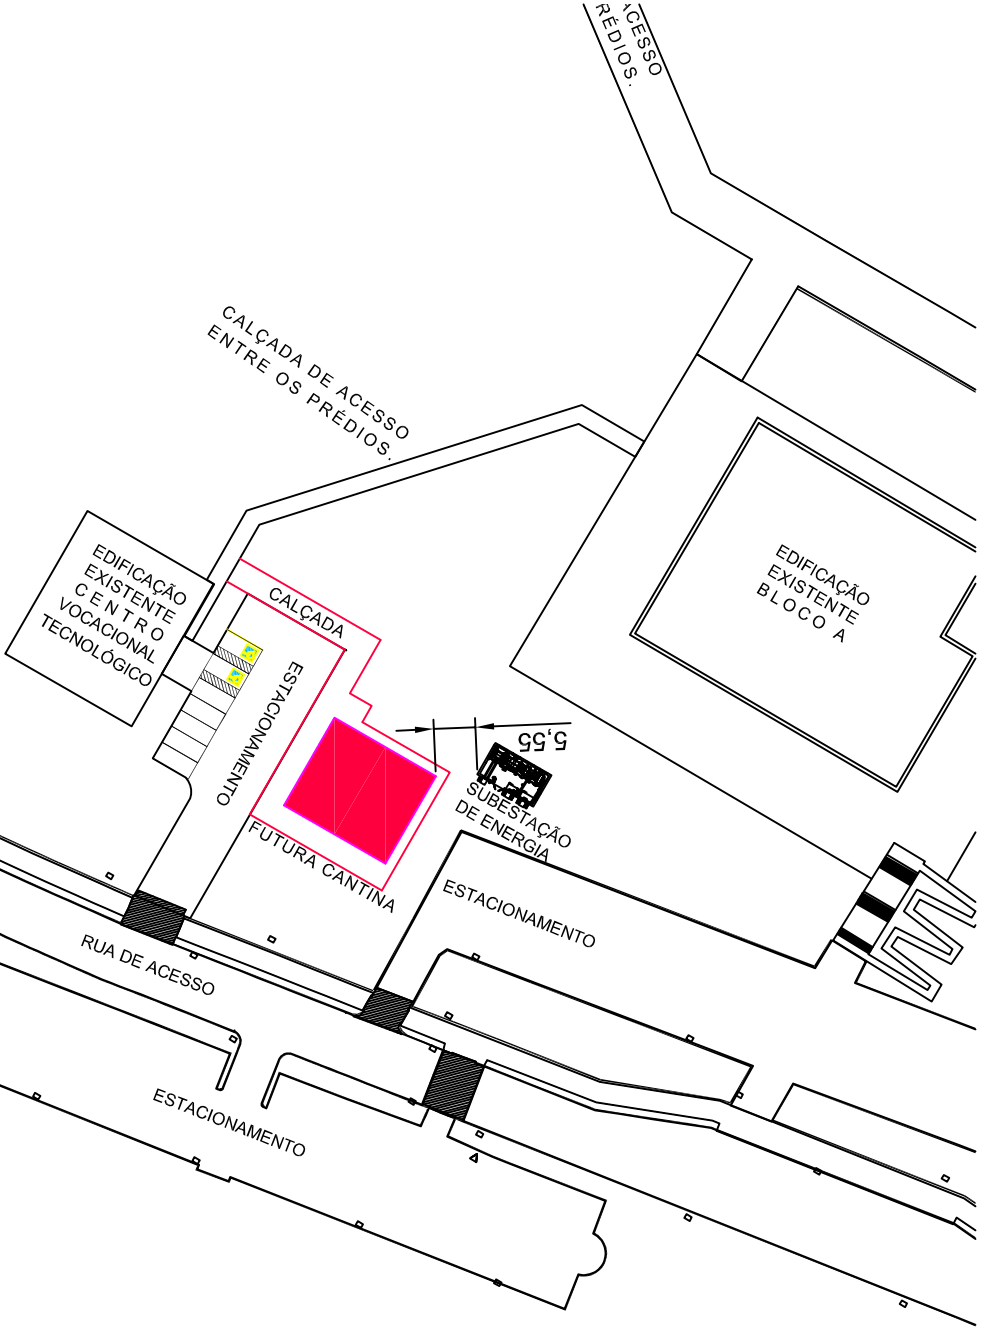 ACESSO
RÉDIOS.
CALÇADA DE ACESSO
ENTRE OS PRÉDIOS.
EDIFICAÇÃO
EXISTENTE
CENTRO
VOCACIONAL
TECNOLÓGICO
CALÇADA
ESTACIONAMENTO
EDIFICAÇÃO
EXISTENTE
BLOCO A
5,55
SUBESTAÇÃO
DE ENERGIA
FUTURA CANTINA
ESTACIONAMENTO
RUA DE ACESSO
ESTACIONAMENTO